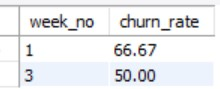 week_no churn_rate
1 66.67
3 50.00